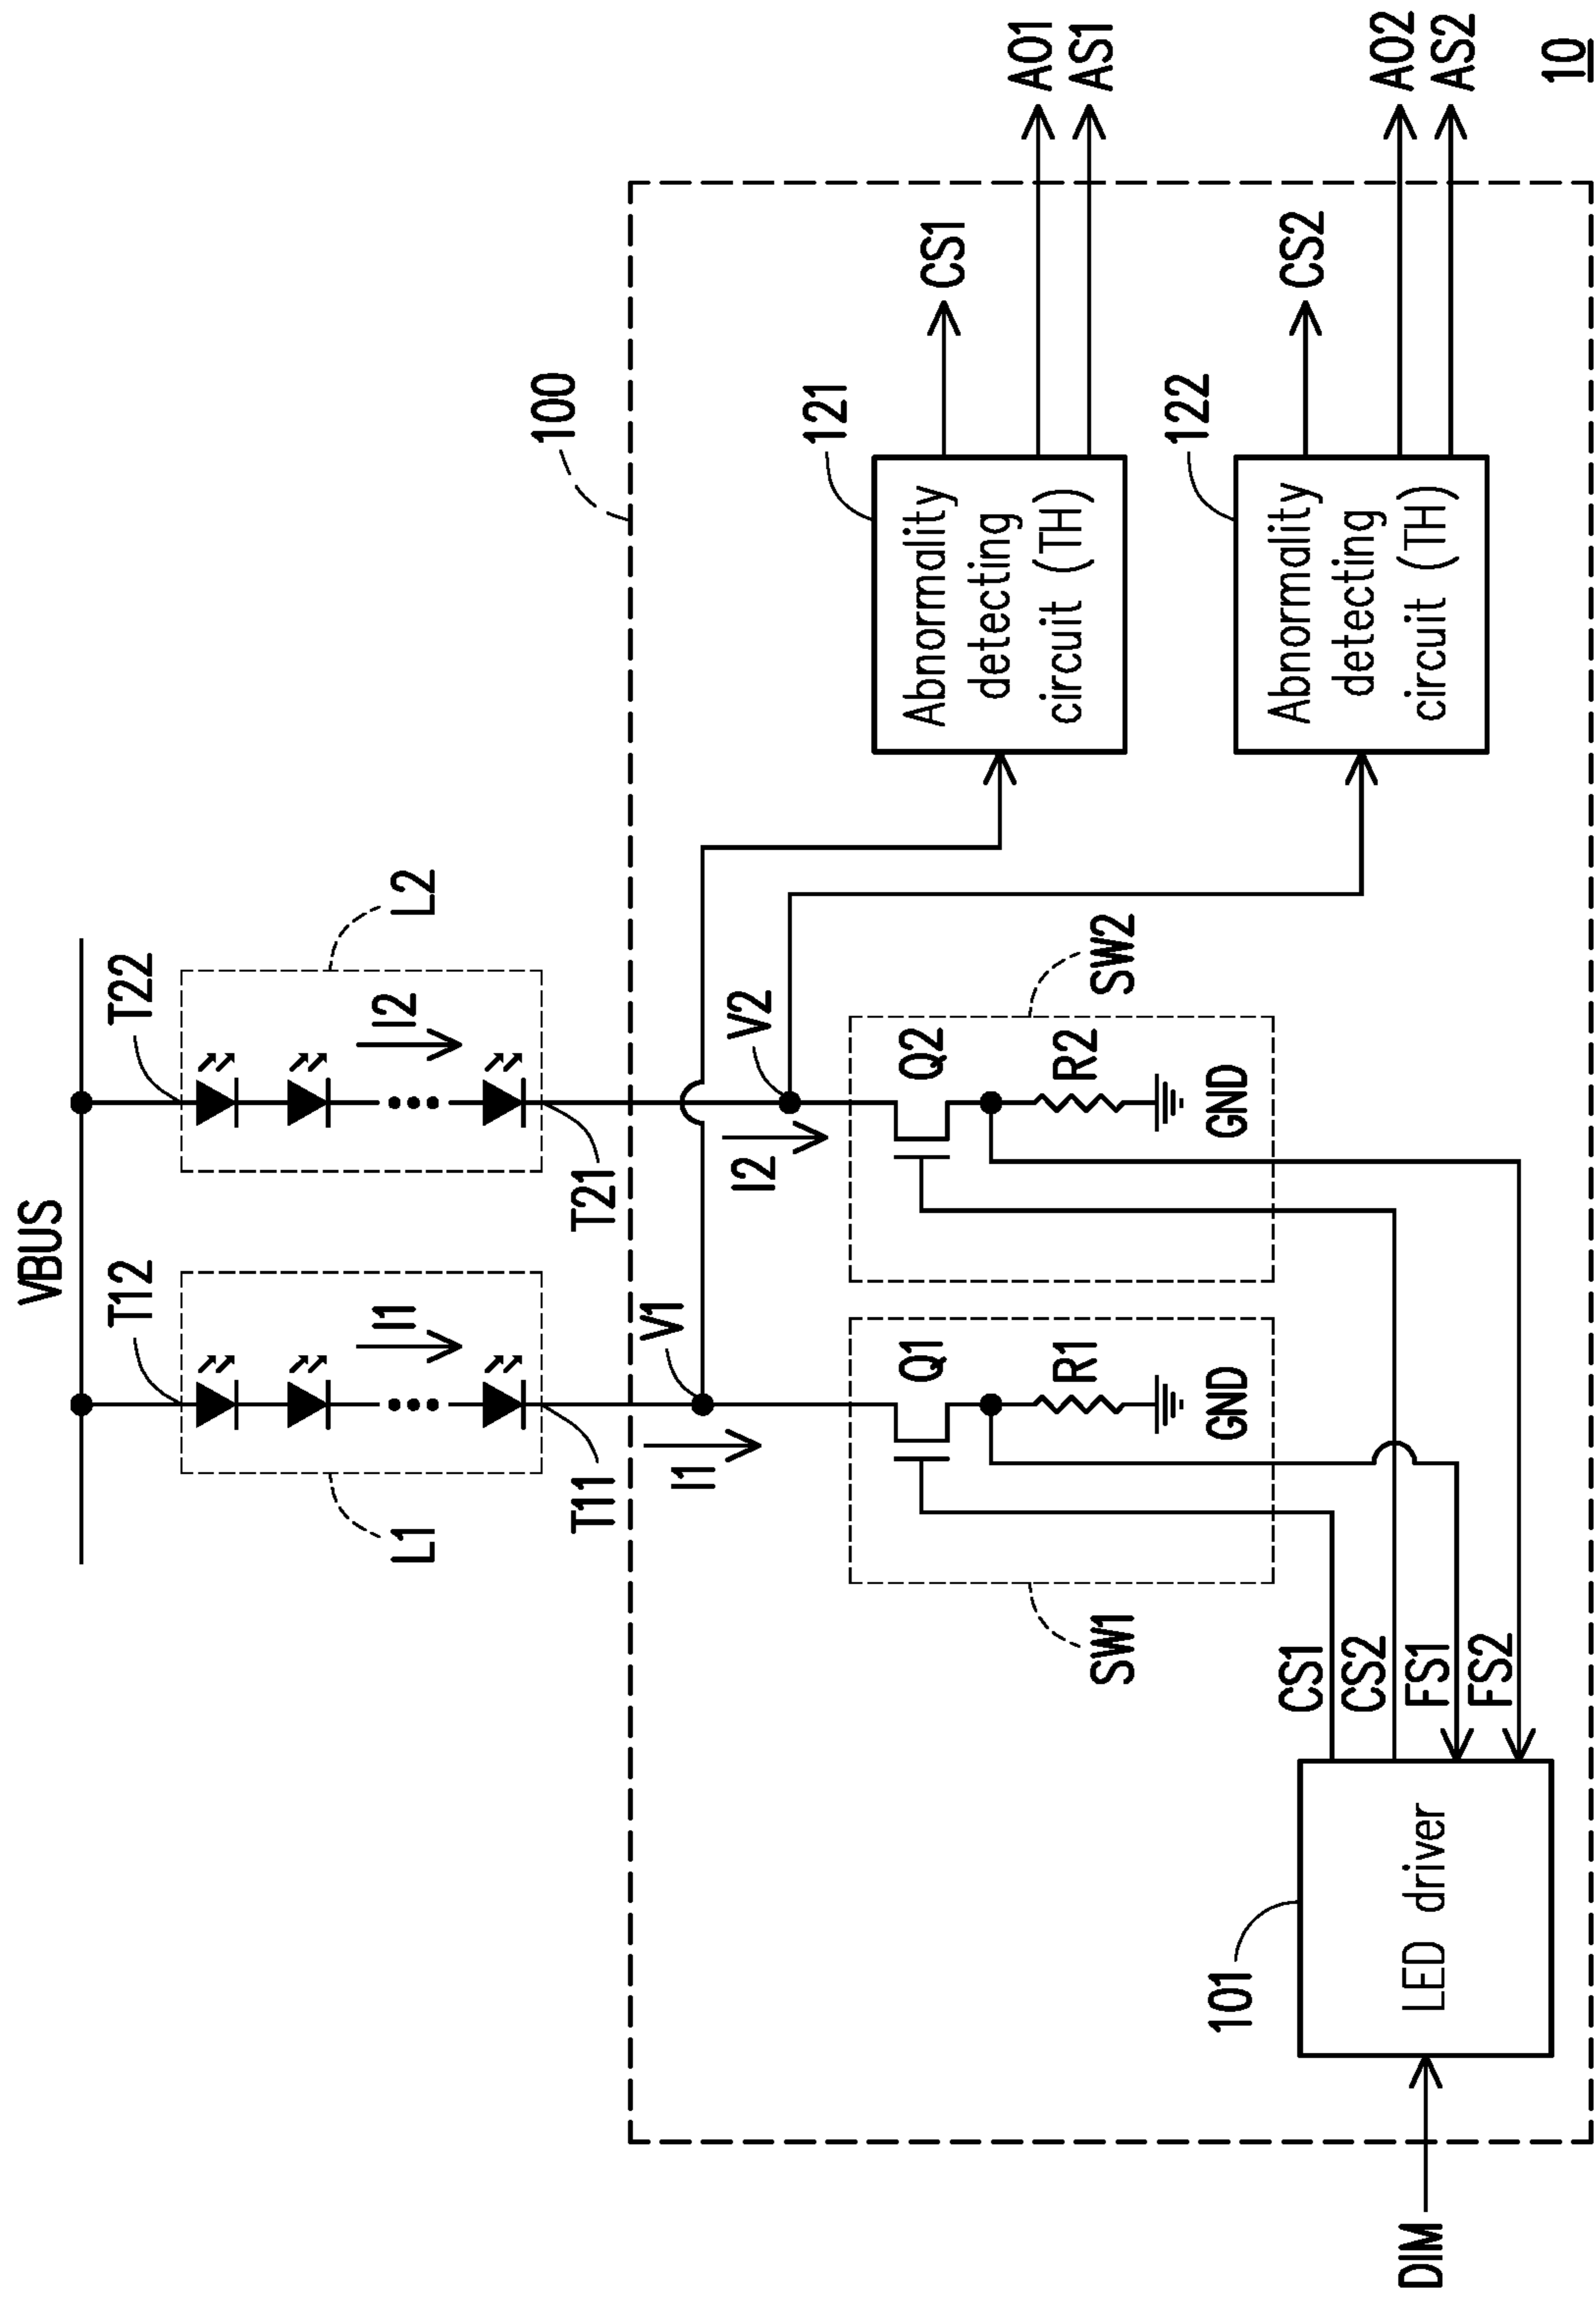 VBUS
T12
T22
L1
I1
I2
L2
T11
T21
100
I1
V1
I2
V2
SW1
Q1
R1
GND
Q2
R2
GND
SW2
121
Abnormality
detecting
circuit (TH)
CS1
AO1
AS1
122
Abnormality
detecting
circuit (TH)
CS2
AO2
AS2
DIM
101
LED driver
CS1
CS2
FS1
FS2
10